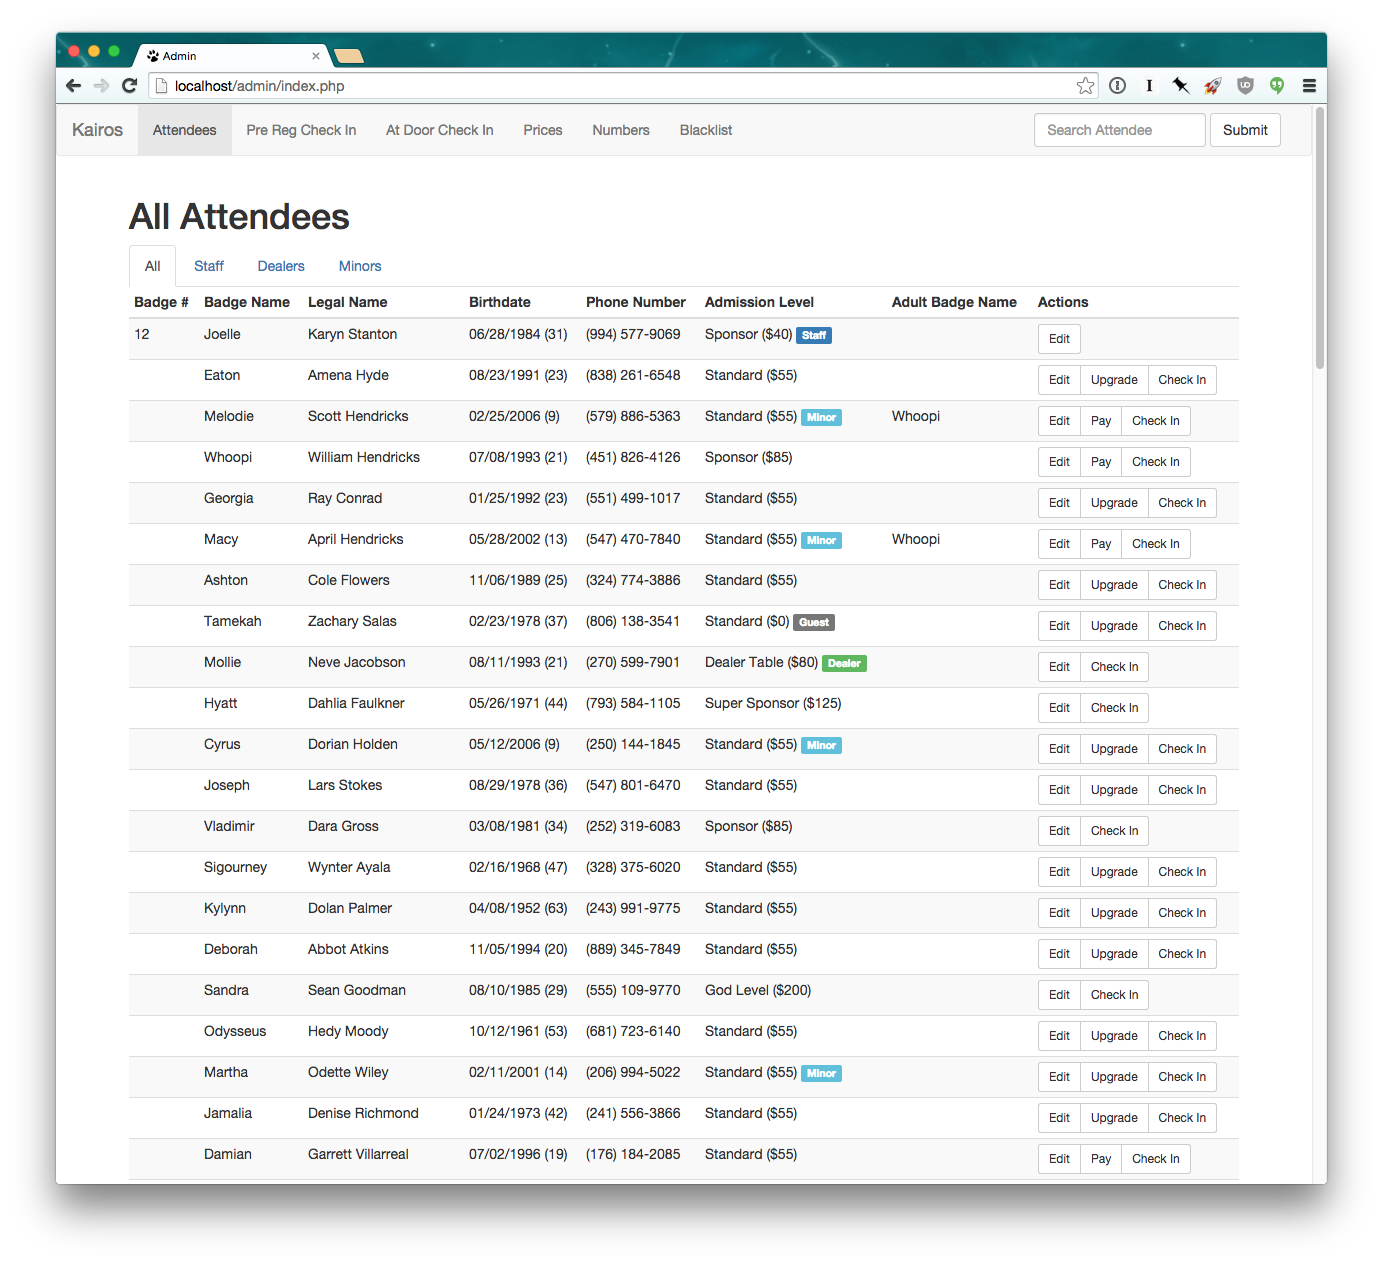 Admin
localhost/admin/index.php
Kairos Attendees Pre Reg Check In At Door Check In Prices Numbers Blacklist Search Attendee Submit
All Attendees
All Staff Dealers Minors
Badge # Badge Name Legal Name Birthdate Phone Number Admission Level Adult Badge Name Actions
12 Joelle Karyn Stanton 06/28/1984 (31) (994) 577-9069 Sponsor ($40) Staff Edit
Eaton Amena Hyde 08/23/1991 (23) (838) 261-6548 Standard ($55) Edit Upgrade Check In
Melodie Scott Hendricks 02/25/2006 (9) (579) 886-5363 Standard ($55) Minor Whoopi Edit Pay Check In
Whoopi William Hendricks 07/08/1993 (21) (451) 826-4126 Sponsor ($85) Edit Pay Check In
Georgia Ray Conrad 01/25/1992 (23) (551) 499-1017 Standard ($55) Edit Upgrade Check In
Macy April Hendricks 05/28/2002 (13) (547) 470-7840 Standard ($55) Minor Whoopi Edit Pay Check In
Ashton Cole Flowers 11/06/1989 (25) (324) 774-3886 Standard ($55) Edit Upgrade Check In
Tamekah Zachary Salas 02/23/1978 (37) (806) 138-3541 Standard ($0) Guest Edit Upgrade Check In
Mollie Neve Jacobson 08/11/1993 (21) (270) 599-7901 Dealer Table ($80) Dealer Edit Check In
Hyatt Dahlia Faulkner 05/26/1971 (44) (793) 584-1105 Super Sponsor ($125) Edit Check In
Cyrus Dorian Holden 05/12/2006 (9) (250) 144-1845 Standard ($55) Minor Edit Upgrade Check In
Joseph Lars Stokes 08/29/1978 (36) (547) 801-6470 Standard ($55) Edit Upgrade Check In
Vladimir Dara Gross 03/08/1981 (34) (252) 319-6083 Sponsor ($85) Edit Check In
Sigourney Wynter Ayala 02/16/1968 (47) (328) 375-6020 Standard ($55) Edit Upgrade Check In
Kylynn Dolan Palmer 04/08/1952 (63) (243) 991-9775 Standard ($55) Edit Upgrade Check In
Deborah Abbot Atkins 11/05/1994 (20) (889) 345-7849 Standard ($55) Edit Upgrade Check In
Sandra Sean Goodman 08/10/1985 (29) (555) 109-9770 God Level ($200) Edit Check In
Odysseus Hedy Moody 10/12/1961 (53) (681) 723-6140 Standard ($55) Edit Upgrade Check In
Martha Odette Wiley 02/11/2001 (14) (206) 994-5022 Standard ($55) Minor Edit Upgrade Check In
Jamalia Denise Richmond 01/24/1973 (42) (241) 556-3866 Standard ($55) Edit Upgrade Check In
Damian Garrett Villarreal 07/02/1996 (19) (176) 184-2085 Standard ($55) Edit Pay Check In